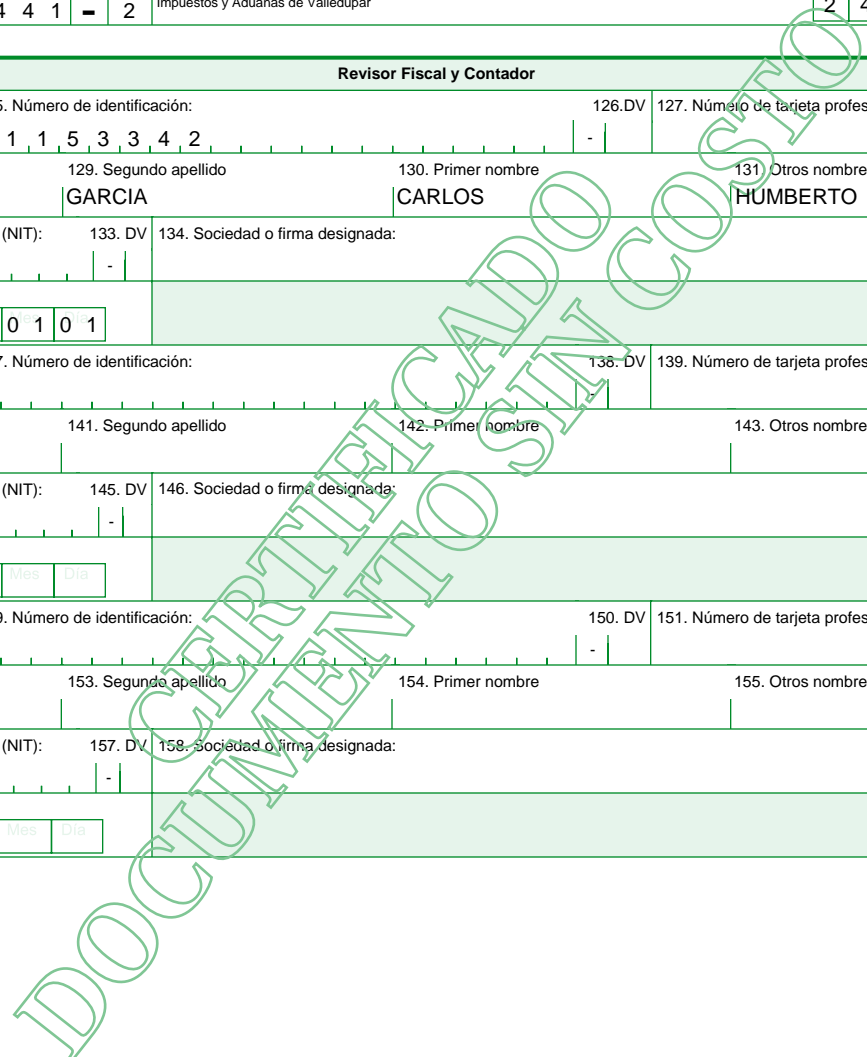 4 4 1 - 2 Impuestos y Aduanas de Valledupar 2 4
Revisor Fiscal y Contador
5. Número de identificación: 126.DV 127. Número de tarjeta profes
1 1 5 3 3 4 2 -
129. Segundo apellido 130. Primer nombre 131. Otros nombre
GARCIA CARLOS HUMBERTO
(NIT): 133. DV 134. Sociedad o firma designada:
-
Mes Día
0 1 0 1
7. Número de identificación: 138. DV 139. Número de tarjeta profes
-
141. Segundo apellido 142. Primer nombre 143. Otros nombre
(NIT): 145. DV 146. Sociedad o firma designada:
-
Mes Día
9. Número de identificación: 150. DV 151. Número de tarjeta profes
-
153. Segundo apellido 154. Primer nombre 155. Otros nombre
(NIT): 157. DV 158. Sociedad o firma designada:
-
Mes Día
CERTIFICADO
DOCUMENTO SIN COSTO